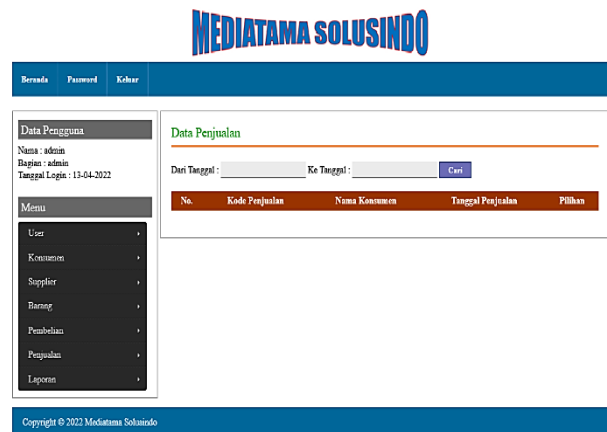 MEDIATAMA SOLUSINDO
Beranda Password Keluar
Data Pengguna
Nama : admin
Bagian : admin
Tanggal Login : 13-04-2022
Menu
User
Konsumen
Supplier
Barang
Pembelian
Penjualan
Laporan
Data Penjualan
Dari Tanggal : Ke Tanggal : Cari
No. Kode Penjualan Nama Konsumen Tanggal Penjualan Pilihan
Copyright © 2022 Mediatama Solusindo